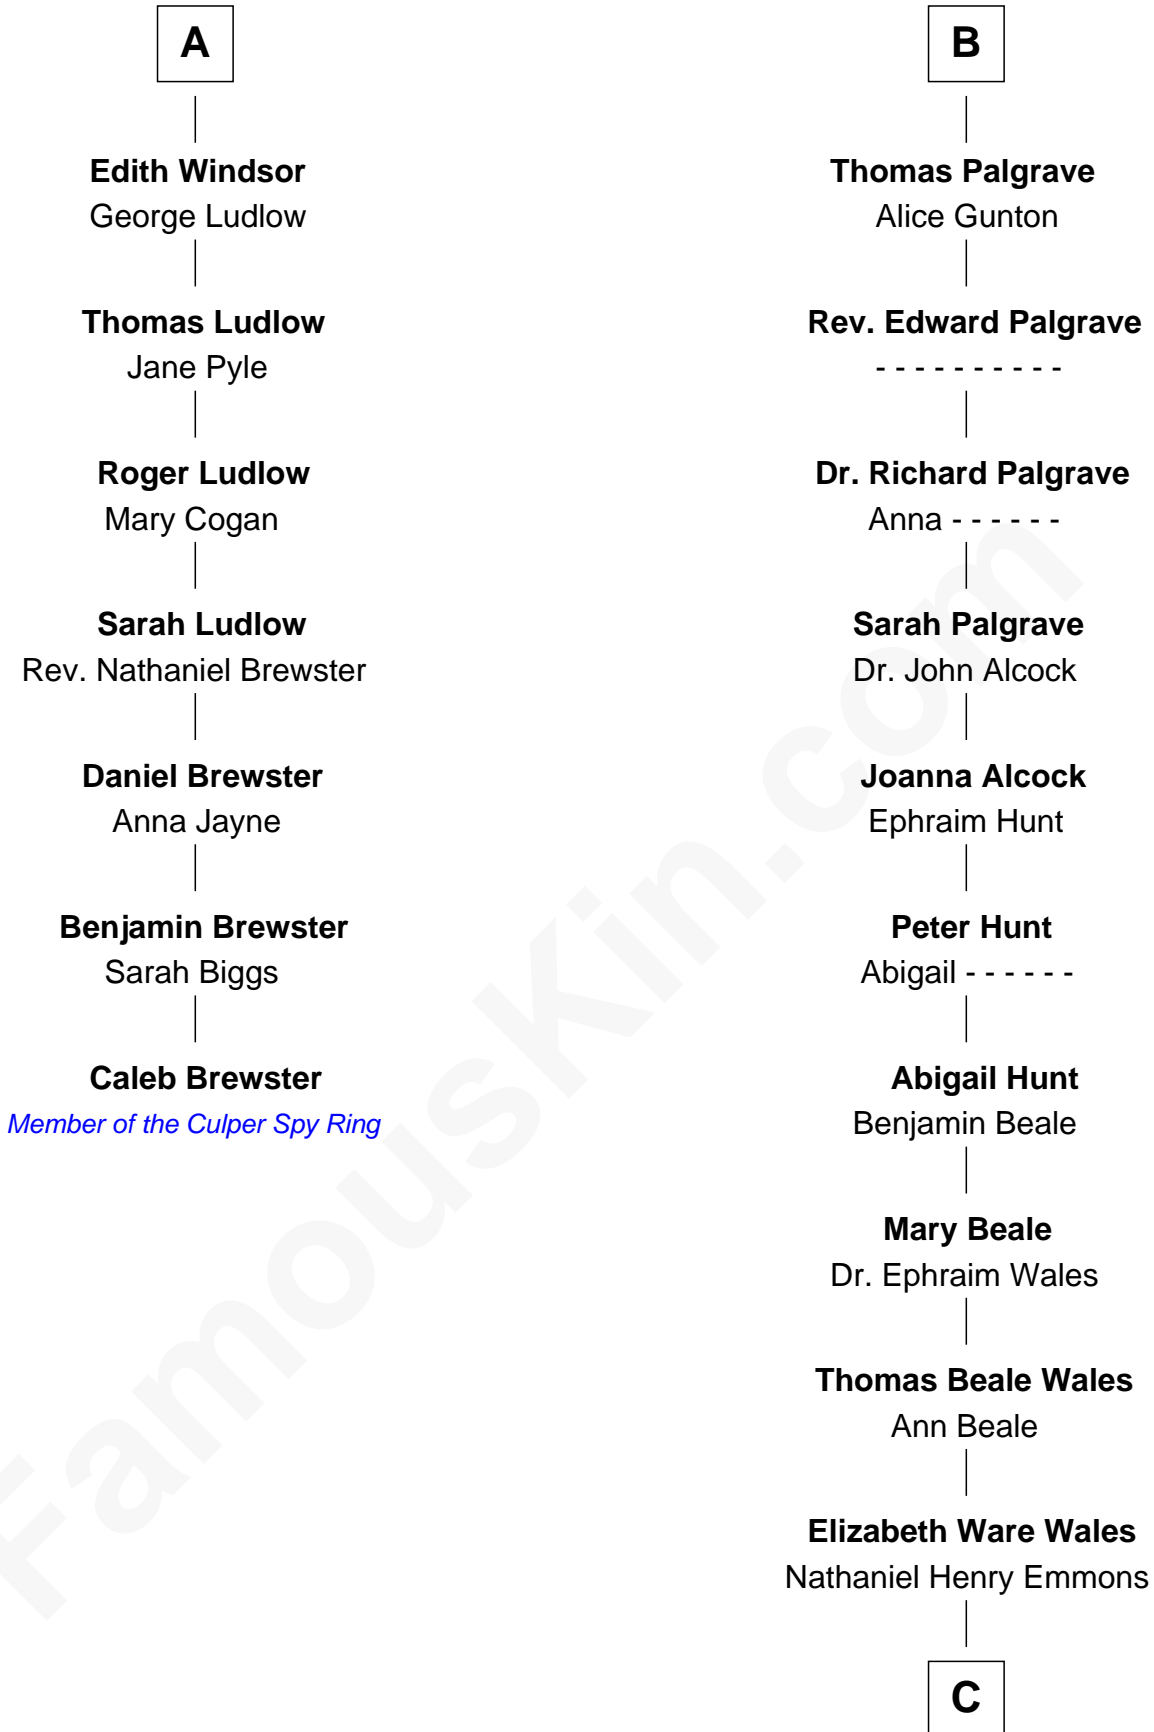 A
Edith Windsor
George Ludlow
Thomas Ludlow
Jane Pyle
Roger Ludlow
Mary Cogan
Sarah Ludlow
Rev. Nathaniel Brewster
Daniel Brewster
Anna Jayne
Benjamin Brewster
Sarah Biggs
Caleb Brewster
Member of the Culper Spy Ring
B
Thomas Palgrave
Alice Gunton
Rev. Edward Palgrave
- - - - - - - - - -
Dr. Richard Palgrave
Anna - - - - - -
Sarah Palgrave
Dr. John Alcock
Joanna Alcock
Ephraim Hunt
Peter Hunt
Abigail - - - - - -
Abigail Hunt
Benjamin Beale
Mary Beale
Dr. Ephraim Wales
Thomas Beale Wales
Ann Beale
Elizabeth Ware Wales
Nathaniel Henry Emmons
C
FamousKin.com